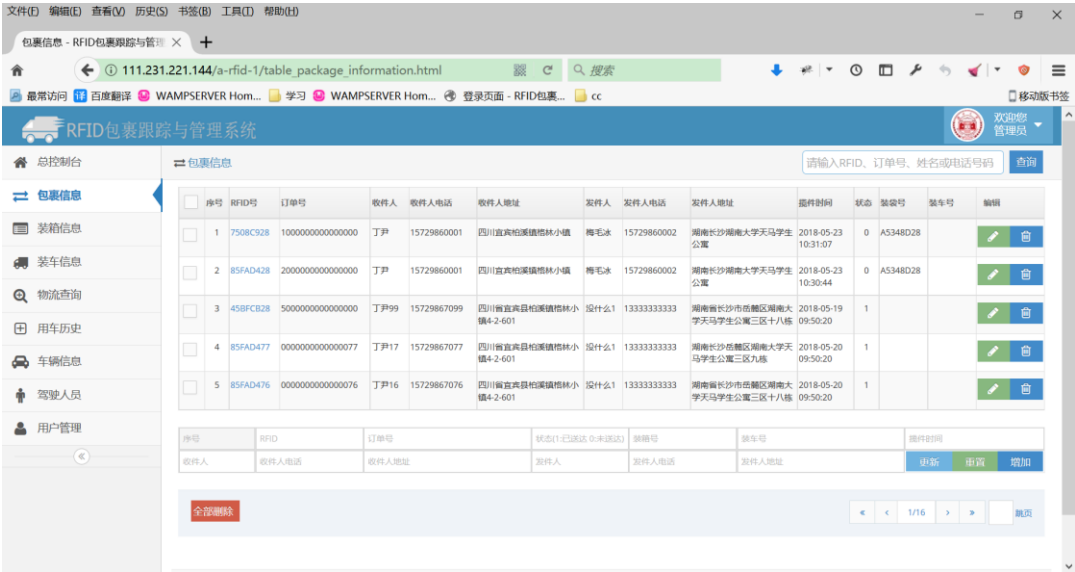 文件(F) 编辑(E) 查看(V) 历史(S) 书签(B) 工具(T) 帮助(H)
包裹信息 - RFID包裹跟踪与管理
111.231.221.144/a-rfid-1/table_package_information.html
搜索
最常访问 百度翻译 WAMPSERVER Hom... 学习 WAMPSERVER Hom... 登录页面 - RFID包裹... cc 移动版书签
RFID包裹跟踪与管理系统
欢迎您
管理员
总控制台
包裹信息
装箱信息
装车信息
物流查询
用车历史
车辆信息
驾驶人员
用户管理
包裹信息
请输入RFID、订单号、姓名或电话号码 查询
序号 RFID号 订单号 收件人 收件人电话 收件人地址 发件人 发件人电话 发件人地址 揽件时间 状态 装袋号 装车号 编辑
1 7508C928 1000000000000000 丁尹 15729860001 四川宜宾柏溪镇梧林小镇 梅毛冰 15729860002 湖南长沙湖南大学天马学生公寓 2018-05-23 10:31:07 0 A5348D28
2 85FAD428 2000000000000000 丁尹 15729860001 四川宜宾柏溪镇梧林小镇 梅毛冰 15729860002 湖南长沙湖南大学天马学生公寓 2018-05-23 10:30:44 0 A5348D28
3 45BFCB28 5000000000000000 丁尹99 15729867099 四川省宜宾县柏溪镇梧林小镇4-2-601 没什么1 13333333333 湖南省长沙市岳麓区湖南大学天马学生公寓三区十八栋 2018-05-19 09:50:20 1
4 85FAD477 0000000000000077 丁尹17 15729867077 四川省宜宾县柏溪镇梧林小镇4-2-601 没什么1 13333333333 湖南长沙岳麓区湖南大学天马学生公寓三区九栋 2018-05-20 09:50:20 1
5 85FAD476 0000000000000076 丁尹16 15729867076 四川省宜宾县柏溪镇梧林小镇4-2-601 没什么1 13333333333 湖南省长沙市岳麓区湖南大学天马学生公寓三区十八栋 2018-05-20 09:50:20 1
序号 RFID 订单号 状态(1:已送达 0:未送达) 装箱号 装车号 揽件时间
收件人 收件人电话 收件人地址 发件人 发件人电话 发件人地址 更新 重置 增加
全部删除
« ‹ 1/16 › » 跳页